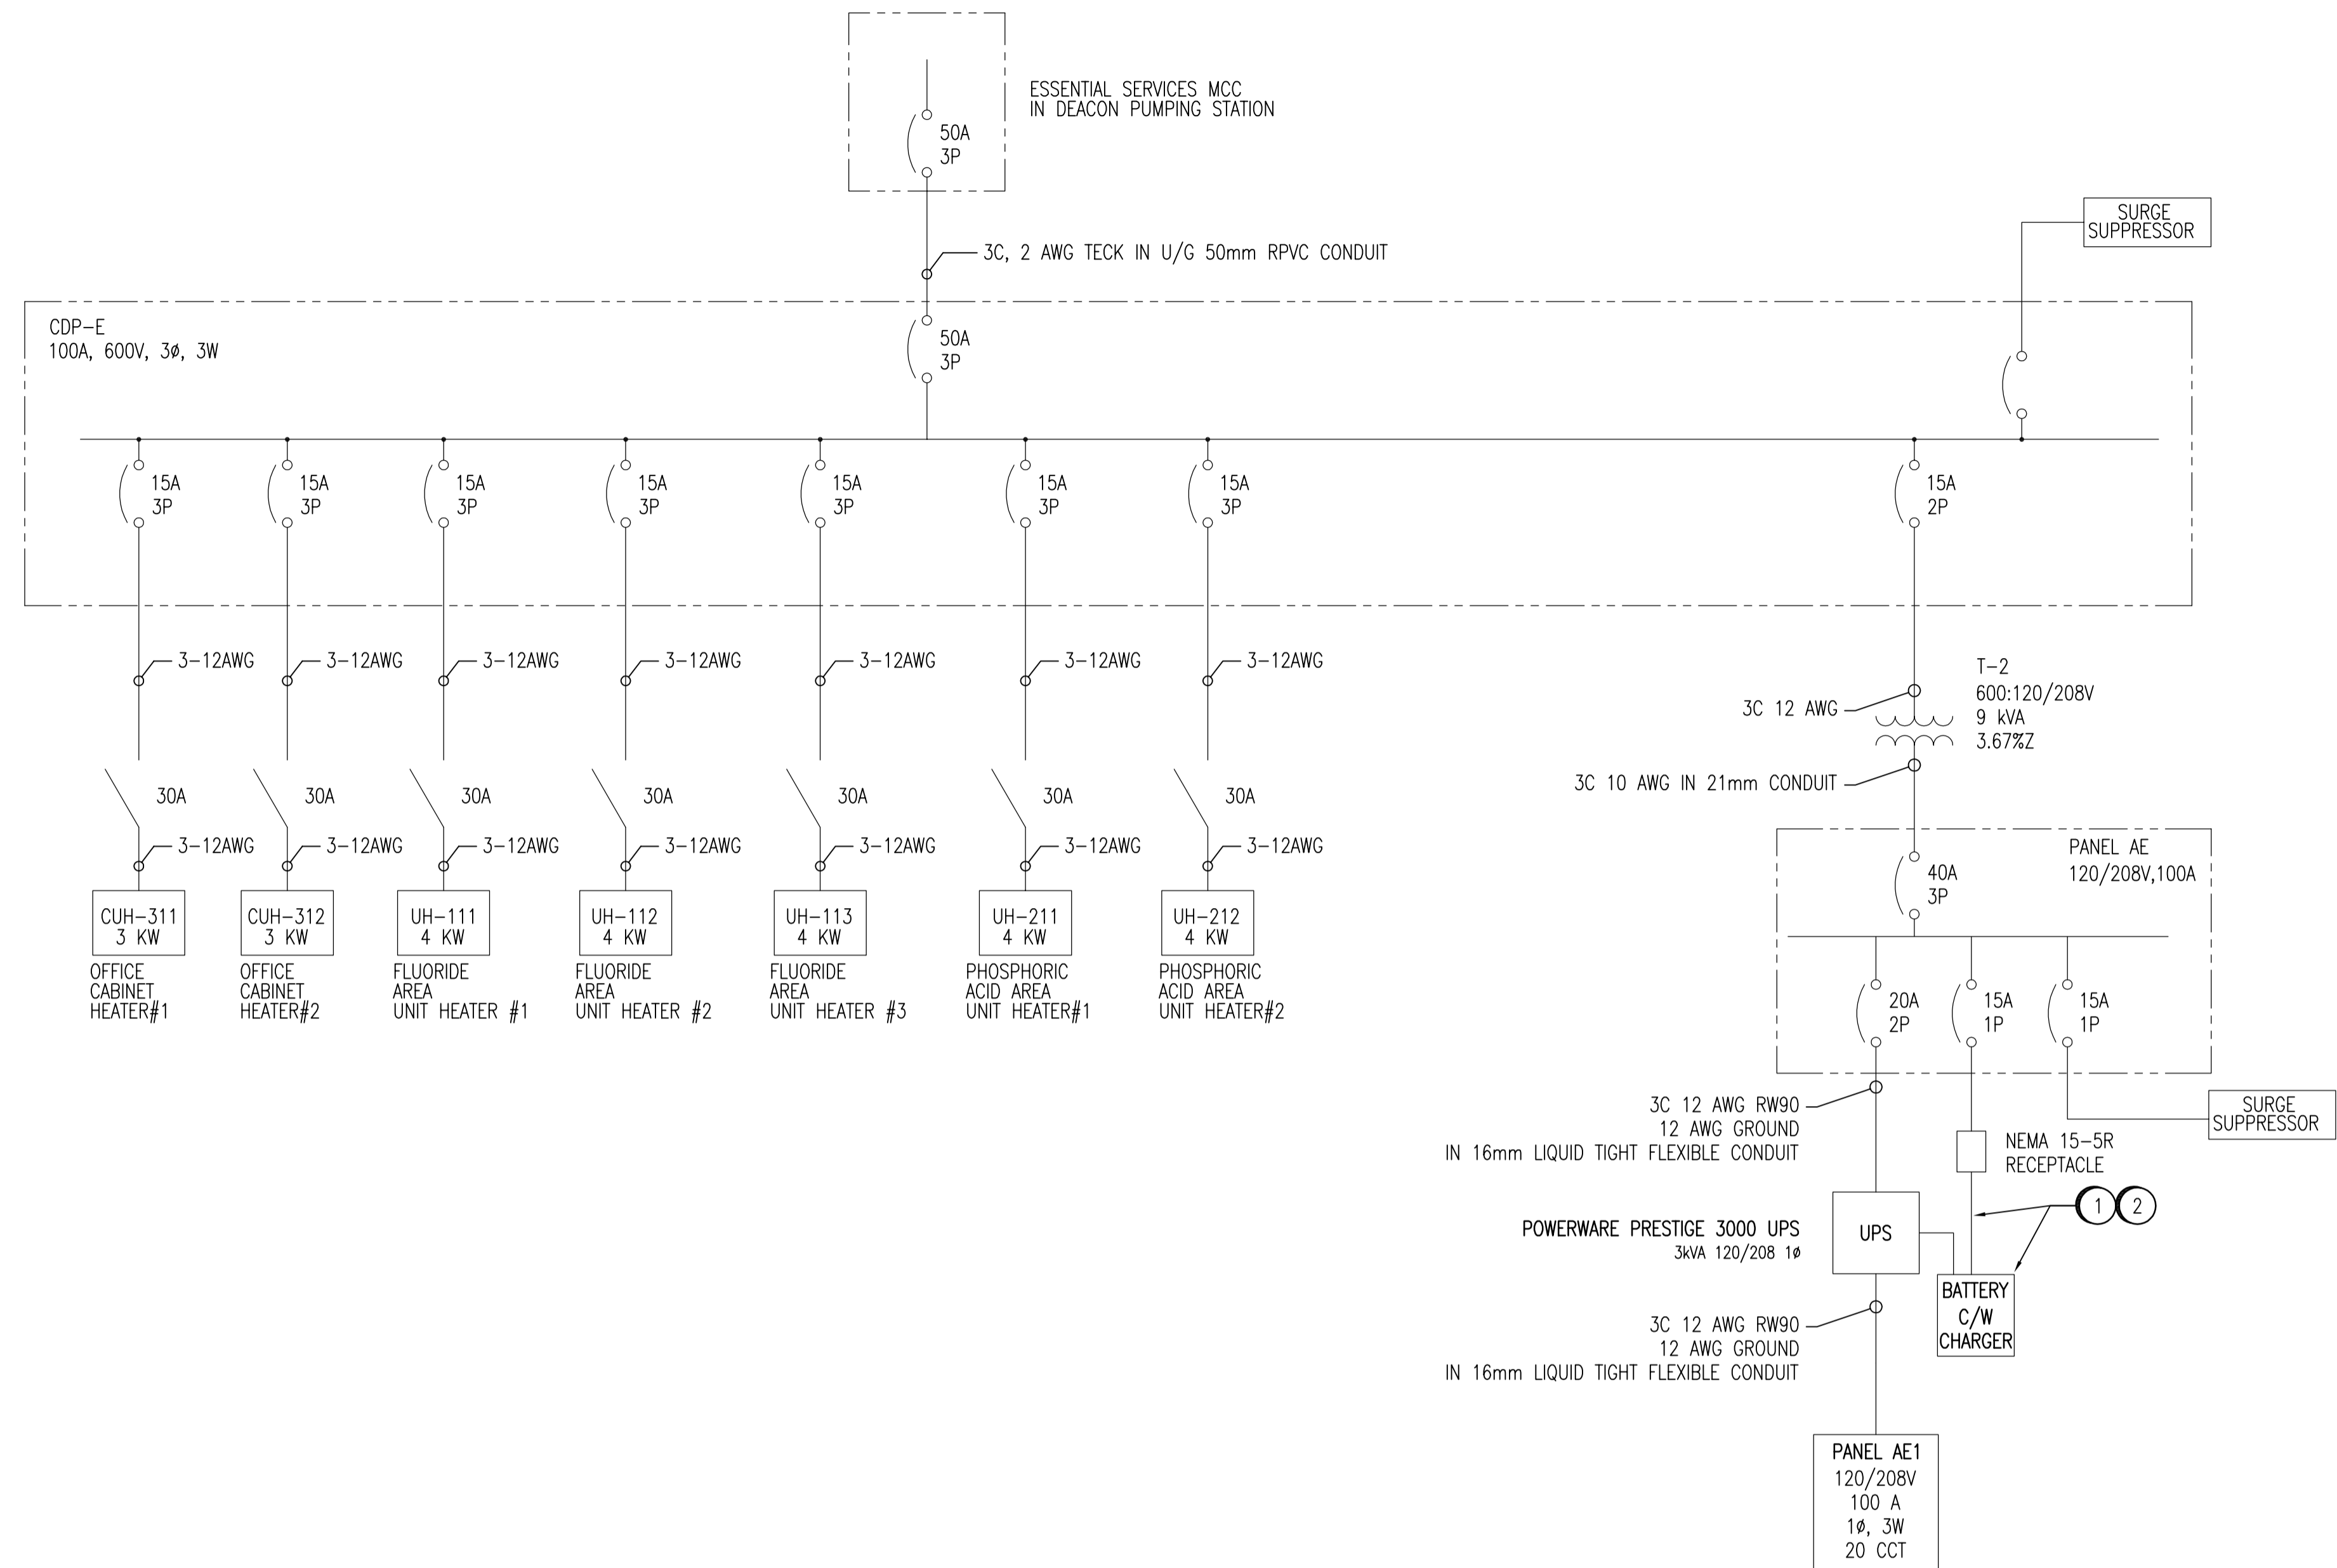 ESSENTIAL SERVICES MCC
IN DEACON PUMPING STATION
50A
3P
SURGE
SUPPRESSOR
3C, 2 AWG TECK IN U/G 50mm RPVC CONDUIT
CDP-E
100A, 600V, 3ø, 3W
50A
3P
15A
3P
15A
3P
15A
3P
15A
3P
15A
3P
15A
3P
15A
3P
15A
2P
3-12AWG
3-12AWG
3-12AWG
3-12AWG
3-12AWG
3-12AWG
3-12AWG
3C 12 AWG
T-2
600:120/208V
9 kVA
3.67%Z
3C 10 AWG IN 21mm CONDUIT
30A
30A
30A
30A
30A
30A
30A
3-12AWG
3-12AWG
3-12AWG
3-12AWG
3-12AWG
3-12AWG
3-12AWG
CUH-311
3 KW
OFFICE
CABINET
HEATER#1
CUH-312
3 KW
OFFICE
CABINET
HEATER#2
UH-111
4 KW
FLUORIDE
AREA
UNIT HEATER #1
UH-112
4 KW
FLUORIDE
AREA
UNIT HEATER #2
UH-113
4 KW
FLUORIDE
AREA
UNIT HEATER #3
UH-211
4 KW
PHOSPHORIC
ACID AREA
UNIT HEATER#1
UH-212
4 KW
PHOSPHORIC
ACID AREA
UNIT HEATER#2
PANEL AE
120/208V,100A
40A
3P
20A
2P
15A
1P
15A
1P
3C 12 AWG RW90
12 AWG GROUND
IN 16mm LIQUID TIGHT FLEXIBLE CONDUIT
SURGE
SUPPRESSOR
NEMA 15-5R
RECEPTACLE
1
2
POWERWARE PRESTIGE 3000 UPS
3kVA 120/208 1ø
UPS
BATTERY
C/W
CHARGER
3C 12 AWG RW90
12 AWG GROUND
IN 16mm LIQUID TIGHT FLEXIBLE CONDUIT
PANEL AE1
120/208V
100 A
1ø, 3W
20 CCT